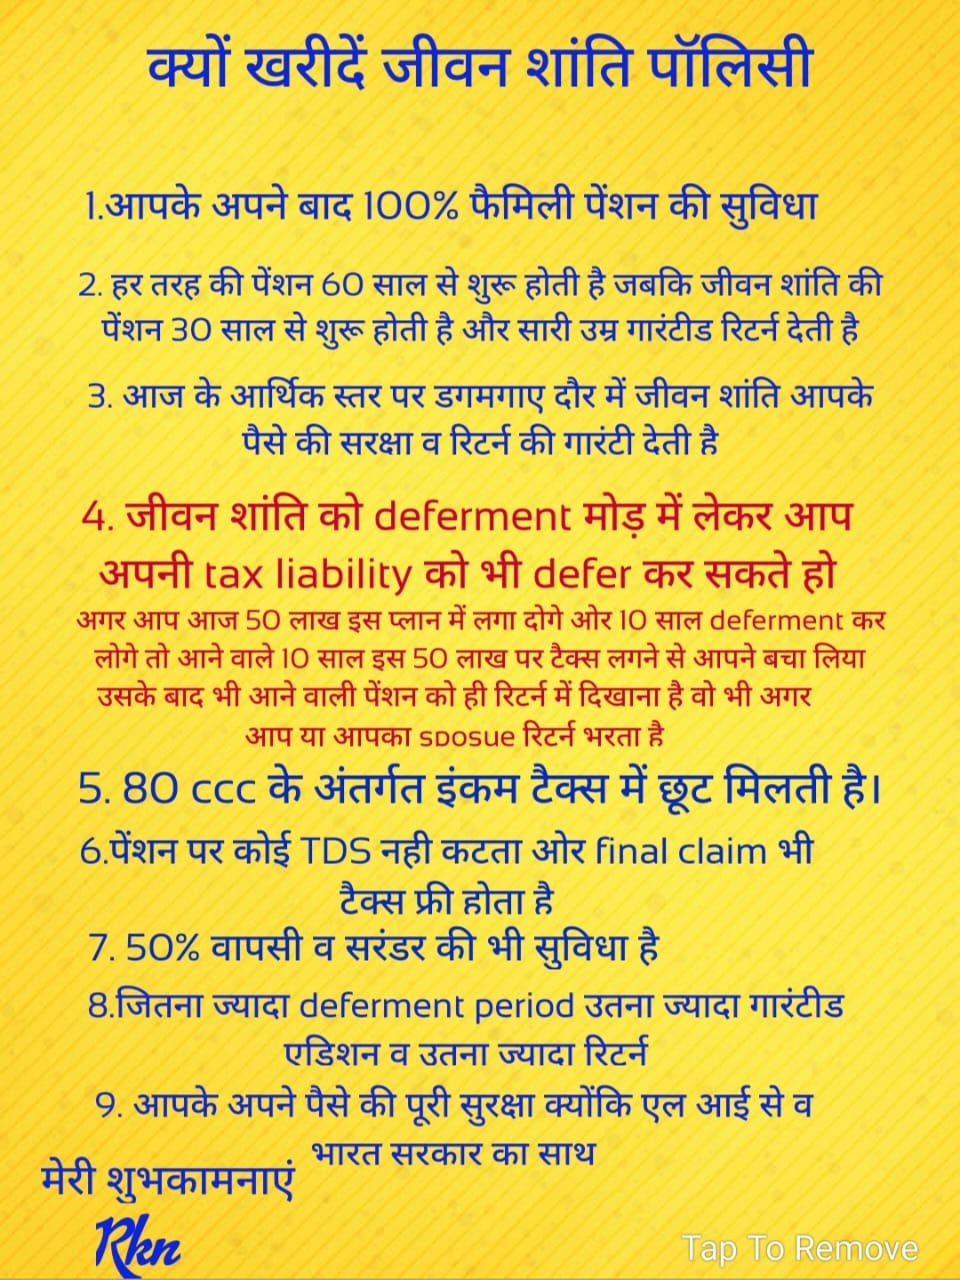 क्यों खरीदें जीवन शांति पॉलिसी
1.आपके अपने बाद 100% फैमिली पेंशन की सुविधा
2. हर तरह की पेंशन 60 साल से शुरू होती है जबकि जीवन शांति की
पेंशन 30 साल से शुरू होती है और सारी उम्र गारंटीड रिटर्न देती है
3. आज के आर्थिक स्तर पर डगमगाए दौर में जीवन शांति आपके
पैसे की सरक्षा व रिटर्न की गारंटी देती है
4. जीवन शांति को deferment मोड़ में लेकर आप
अपनी tax liability को भी defer कर सकते हो
अगर आप आज 50 लाख इस प्लान में लगा दोगे ओर 10 साल deferment कर
लोगे तो आने वाले 10 साल इस 50 लाख पर टैक्स लगने से आपने बचा लिया
उसके बाद भी आने वाली पेंशन को ही रिटर्न में दिखाना है वो भी अगर
आप या आपका sposue रिटर्न भरता है
5. 80 ccc के अंतर्गत इंकम टैक्स में छूट मिलती है।
6.पेंशन पर कोई TDS नही कटता ओर final claim भी
टैक्स फ्री होता है
7. 50% वापसी व सरंडर की भी सुविधा है
8.जितना ज्यादा deferment period उतना ज्यादा गारंटीड
एडिशन व उतना ज्यादा रिटर्न
9. आपके अपने पैसे की पूरी सुरक्षा क्योंकि एल आई से व
भारत सरकार का साथ
मेरी शुभकामनाएं
Rkn
Tap To Remove